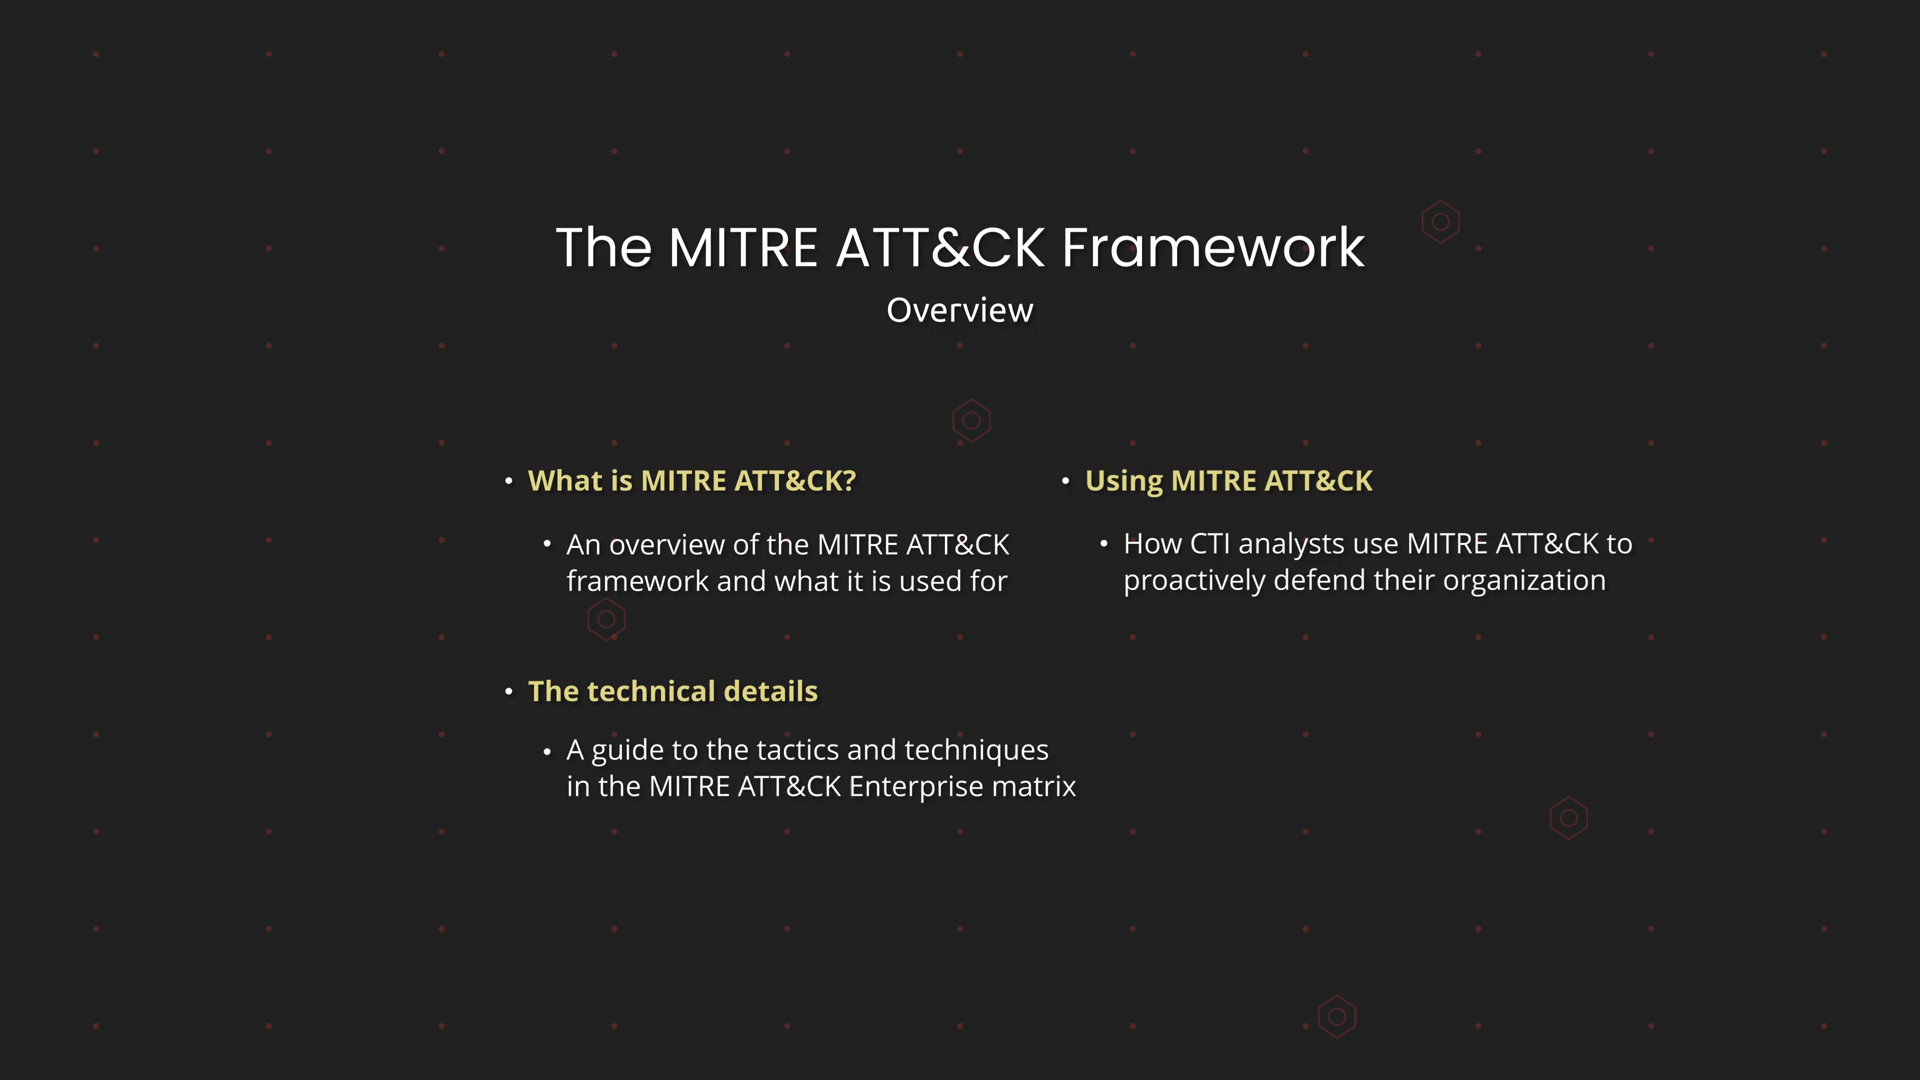 The MITRE ATT&CK Framework
Overview
• What is MITRE ATT&CK?
• An overview of the MITRE ATT&CK
framework and what it is used for
• The technical details
• A guide to the tactics and techniques
in the MITRE ATT&CK Enterprise matrix
• Using MITRE ATT&CK
• How CTI analysts use MITRE ATT&CK to
proactively defend their organization